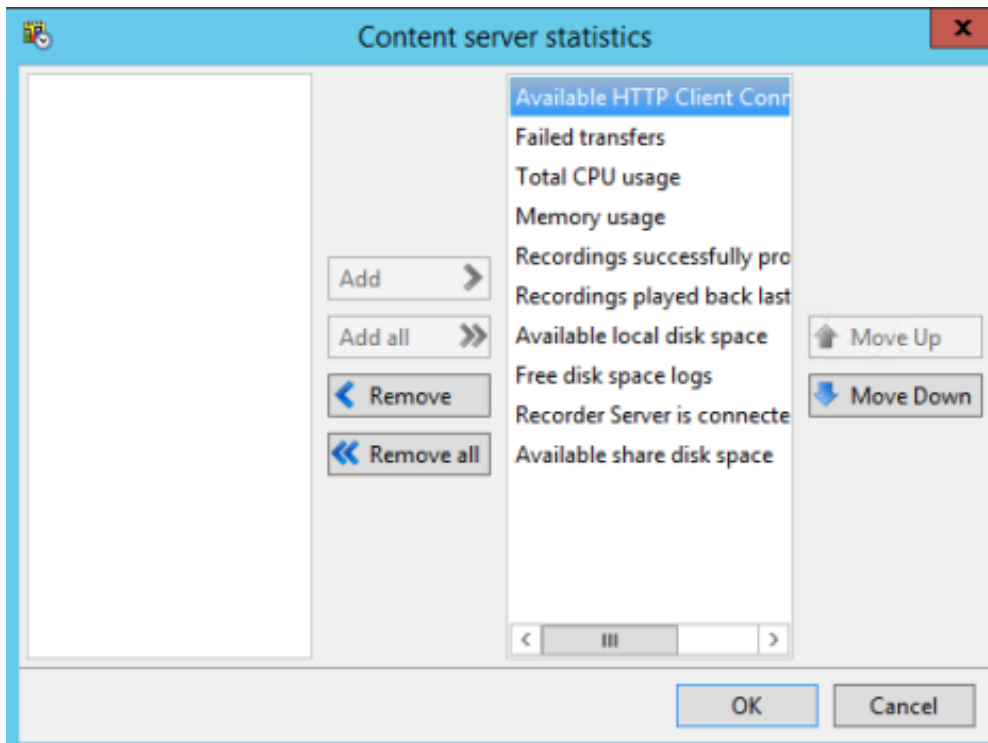 Content server statistics
x
Available HTTP Client Conr
Failed transfers
Total CPU usage
Memory usage
Recordings successfully pro
Recordings played back last
Available local disk space
Free disk space logs
Recorder Server is connecte
Available share disk space
Add
Add all
Remove
Remove all
Move Up
Move Down
OK
Cancel